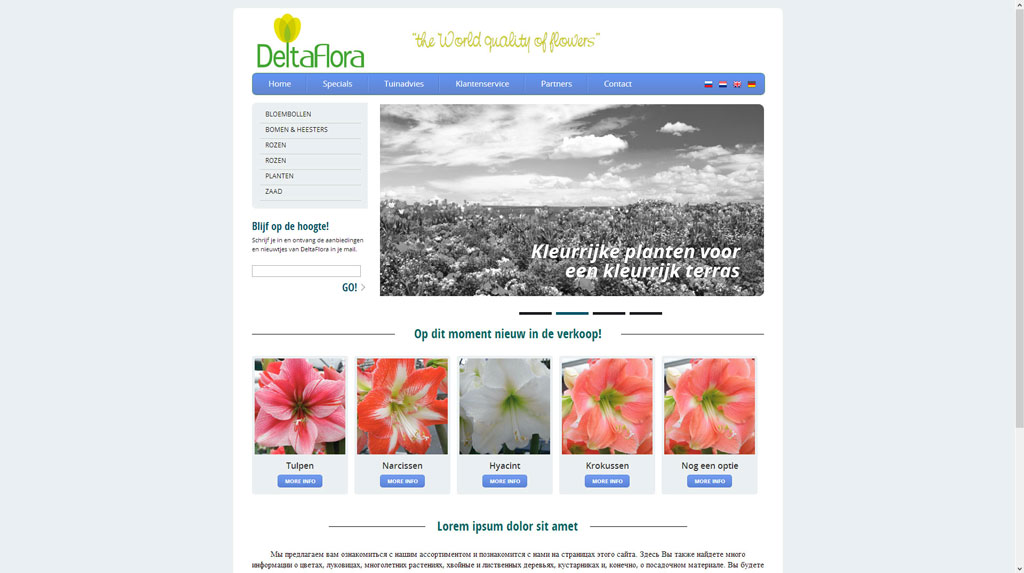 DeltaFlora
"the World quality of flowers"
Home Specials Tuinadvies Klantenservice Partners Contact
BLOEMBOLLEN
BOMEN & HEESTERS
ROZEN
ROZEN
PLANTEN
ZAAD
Blijf op de hoogte!
Schrijf je in en ontvang de aanbiedingen
en nieuwtjes van DeltaFlora in je mail.
GO!
Kleurrijke planten voor
een kleurrijk terras
Op dit moment nieuw in de verkoop!
Tulpen Narcissen Hyacint Krokussen Nog een optie
MORE INFO MORE INFO MORE INFO MORE INFO MORE INFO
Lorem ipsum dolor sit amet
Мы предлагаем вам ознакомиться с нашим ассортиментом и познакомится с нами на страницах этого сайта. Здесь Вы также найдете много
информации о цветах, луковицах, многолетних растениях, хвойные и лиственных деревьях, кустарниках и, конечно, о посадочном материале. Вы будете